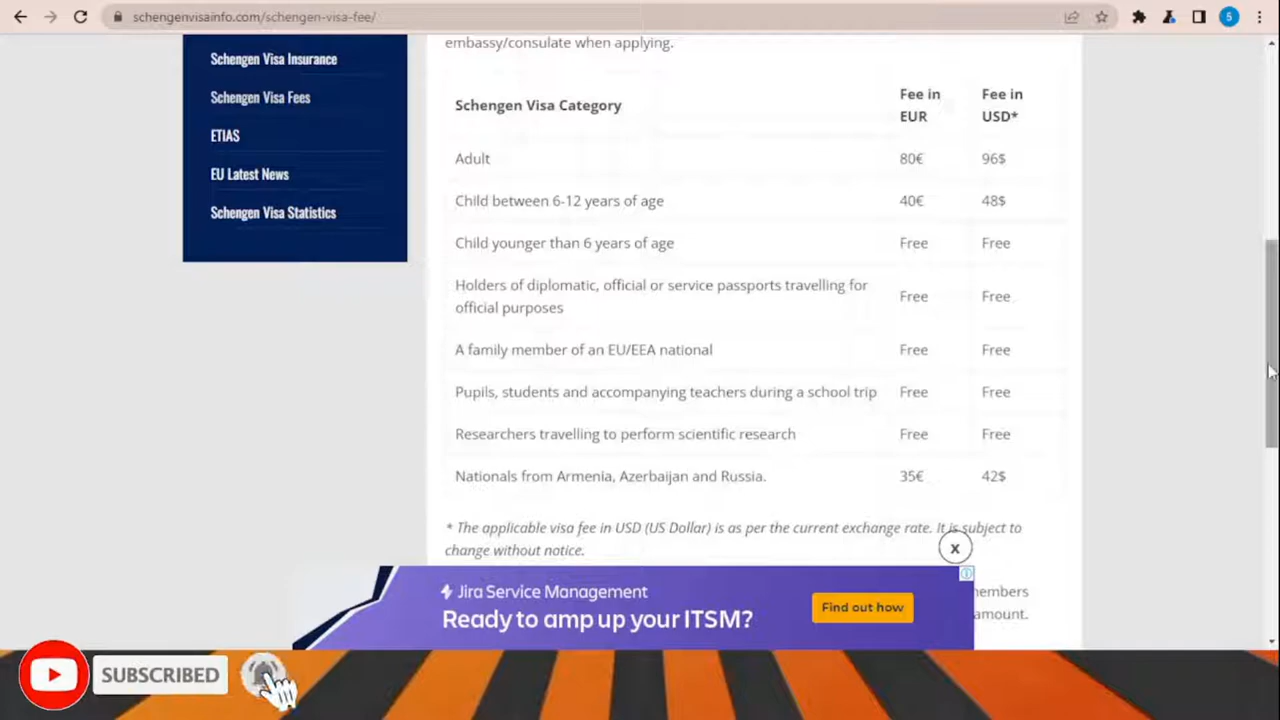 schengenvisainfo.com/schengen-visa-fee/
5
Schengen Visa Insurance
Schengen Visa Fees
ETIAS
EU Latest News
Schengen Visa Statistics
embassy/consulate when applying.
Schengen Visa Category Fee in EUR Fee in USD*
Adult 80€ 96$
Child between 6-12 years of age 40€ 48$
Child younger than 6 years of age Free Free
Holders of diplomatic, official or service passports travelling for
official purposes Free Free
A family member of an EU/EEA national Free Free
Pupils, students and accompanying teachers during a school trip Free Free
Researchers travelling to perform scientific research Free Free
Nationals from Armenia, Azerbaijan and Russia. 35€ 42$
* The applicable visa fee in USD (US Dollar) is as per the current exchange rate. It is subject to
change without notice.
x
members
amount.
Jira Service Management
Ready to amp up your ITSM?
Find out how
SUBSCRIBED